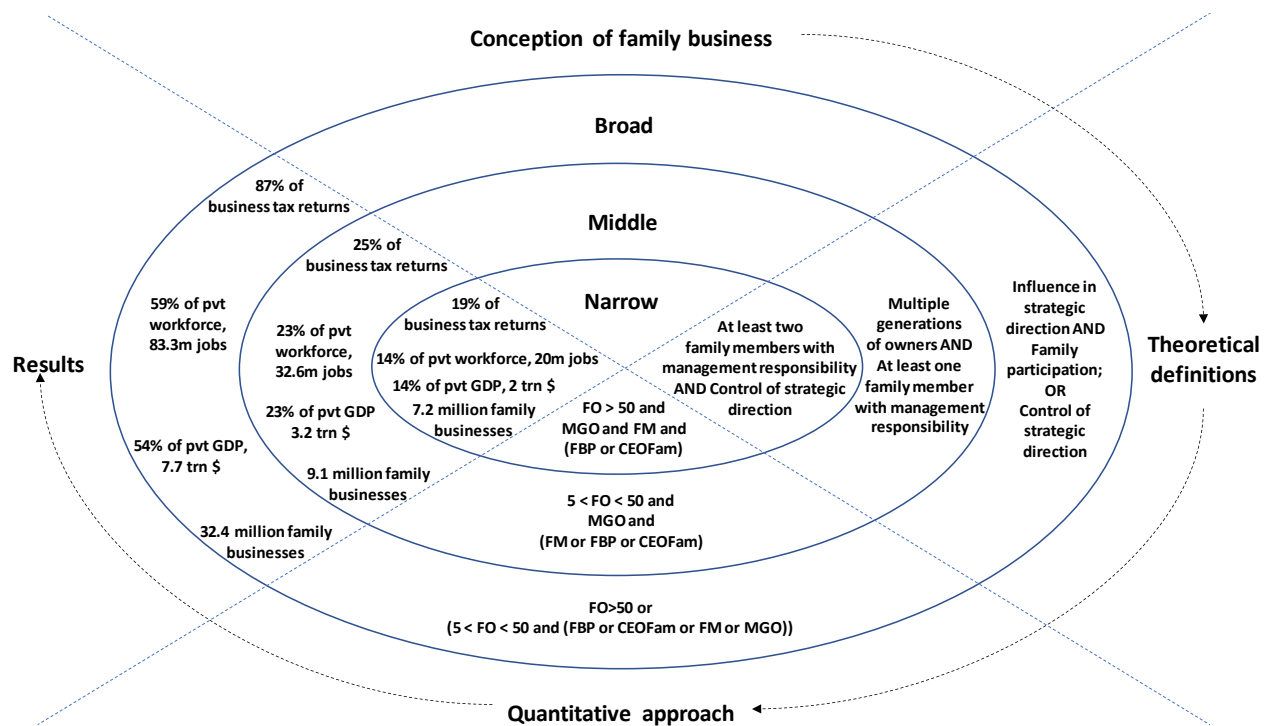 Conception of family business
Broad
87% of
business tax returns
59% of pvt
workforce,
83.3m jobs
54% of pvt GDP,
7.7 trn $
32.4 million family
businesses
Middle
25% of
business tax returns
23% of pvt
workforce,
32.6m jobs
23% of pvt GDP
3.2 trn $
9.1 million family
businesses
Narrow
19% of
business tax returns
14% of pvt workforce, 20m jobs
14% of pvt GDP, 2 trn $
7.2 million family
businesses
At least two
family members with
management responsibility
AND Control of strategic
direction
Multiple
generations
of owners AND
At least one
family member
with management
responsibility
Influence in
strategic
direction AND
Family
participation;
OR
Control of
strategic
direction
Theoretical
definitions
Results
FO > 50 and
MGO and FM and
(FBP or CEOFam)
5 < FO < 50 and
MGO and
(FM or FBP or CEOFam)
FO>50 or
(5 < FO < 50 and (FBP or CEOFam or FM or MGO))
Quantitative approach